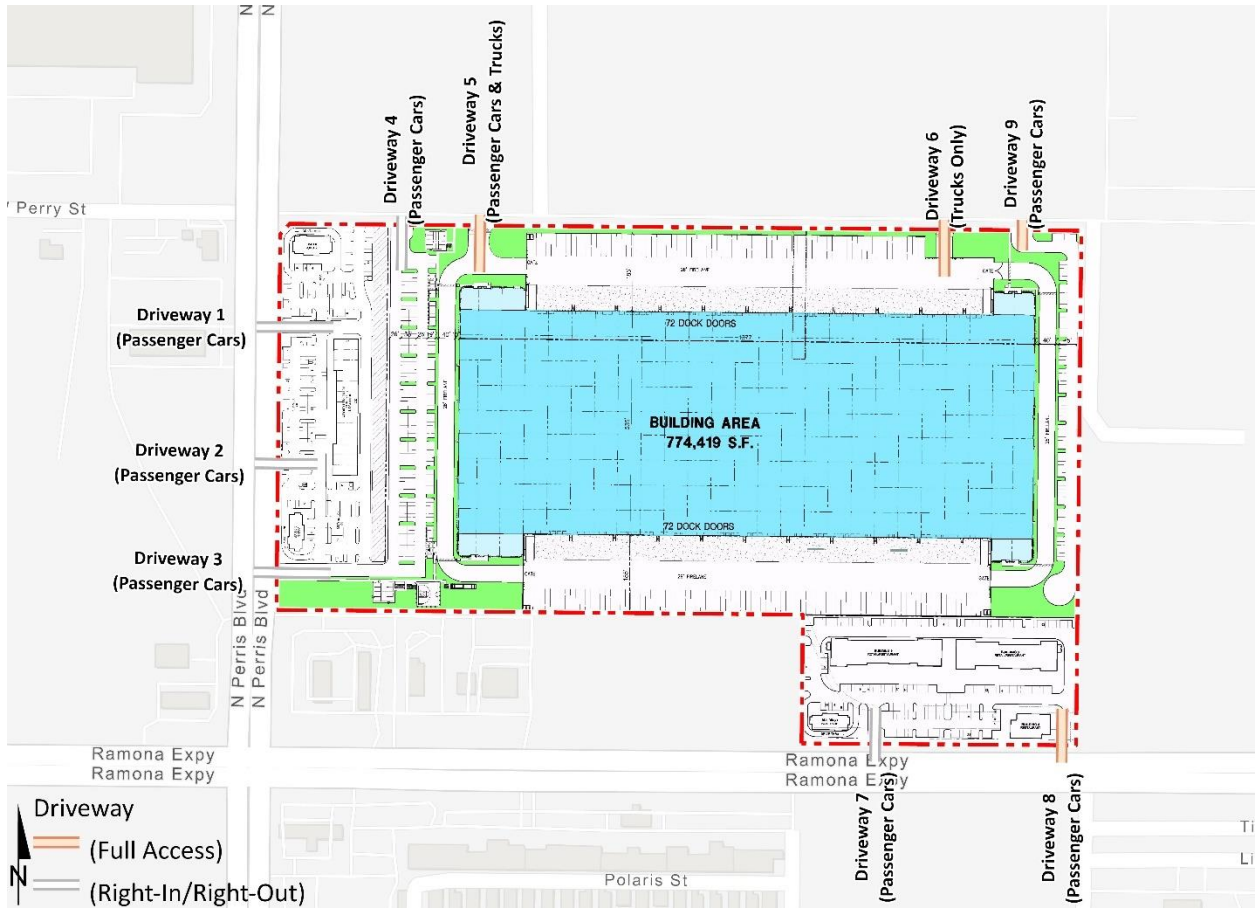 N
N
Driveway 4
(Passenger Cars)
Driveway 5
(Passenger Cars & Trucks)
Driveway 6
(Trucks Only)
Driveway 9
(Passenger Cars)
Perry St
Driveway 1
(Passenger Cars)
72 DOCK DOORS
BUILDING AREA
774,419 S.F.
Driveway 2
(Passenger Cars)
72 DOCK DOORS
Driveway 3
(Passenger Cars)
N Perris Blvd
N Perris Blvd
Ramona Expy
Ramona Expy
Ramona Expy
Ramona Expy
Driveway 7
(Passenger Cars)
Driveway 8
(Passenger Cars)
Driveway
(Full Access)
(Right-In/Right-Out)
N
Polaris St
Ti
Li